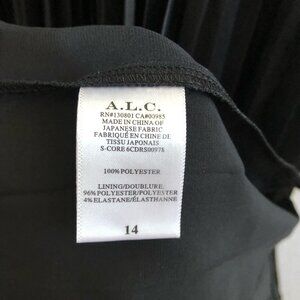 A.L.C.
RN#130801 CA#00985
MADE IN CHINA OF
JAPANESE FABRIC
FABRIQUÉ EN CHINE DE
TISSU JAPONAIS
S-CORE 6CDRS00978
100% POLYESTER
LINING/DOUBLURE:
96% POLYESTER/POLYESTER
4% ELASTANE/ÉLASTHANNE
14